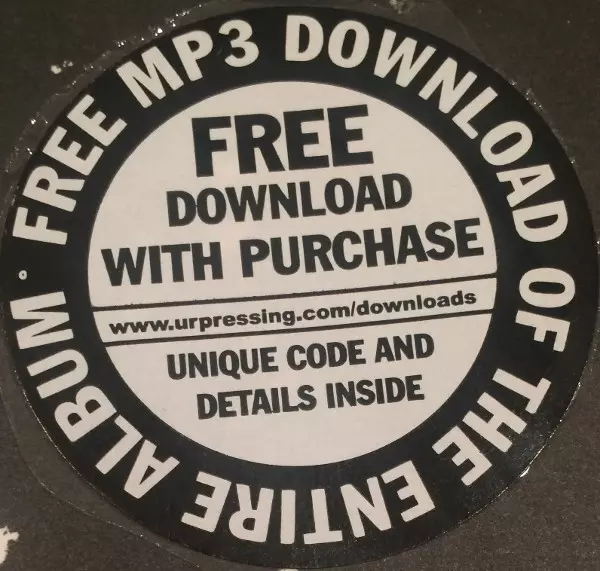 FREE MP3 DOWNLOAD OF THE ENTIRE ALBUM ·
FREE
DOWNLOAD
WITH PURCHASE
www.urpressing.com/downloads
UNIQUE CODE AND
DETAILS INSIDE